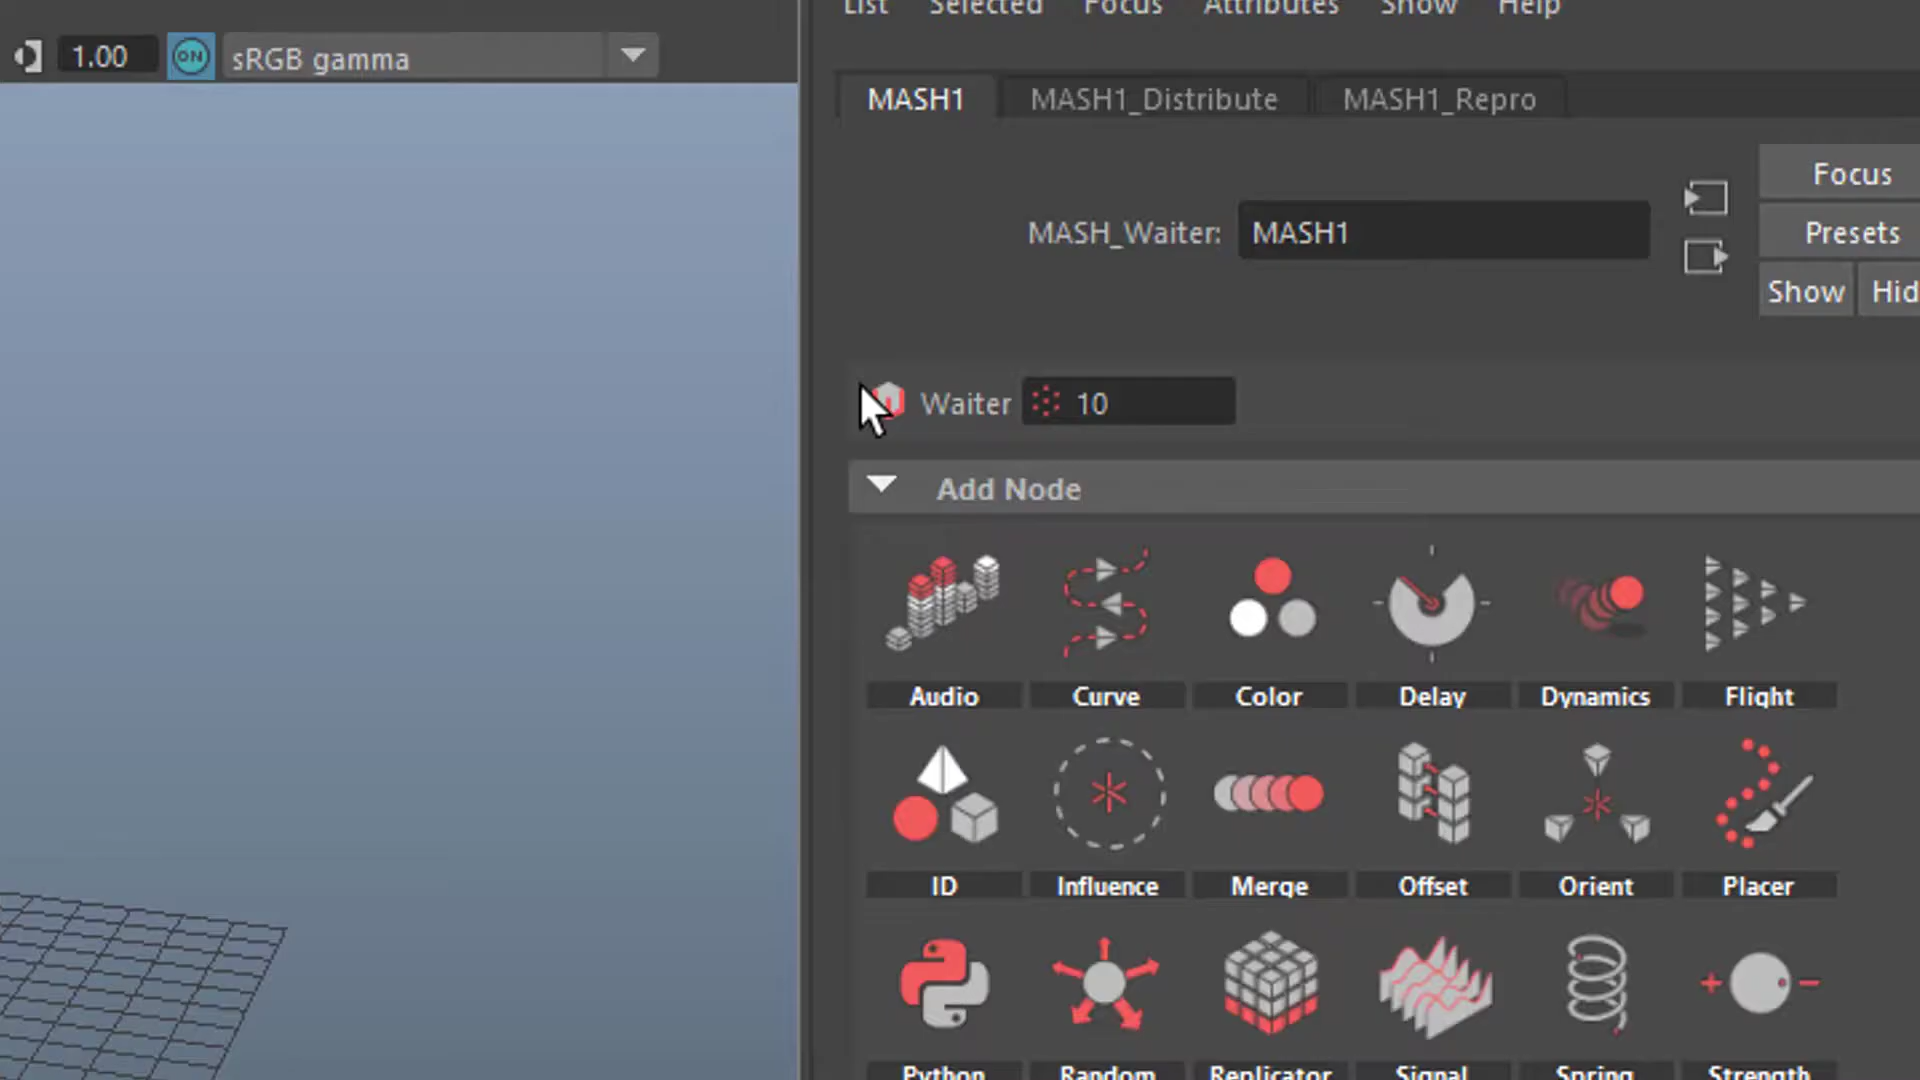 List Selected Focus Attributes Show Help
1.00 ON sRGB gamma
MASH1 MASH1_Distribute MASH1_Repro
Focus
MASH_Waiter: MASH1
Presets
Show Hid
Waiter 10
Add Node
Audio Curve Color Delay Dynamics Flight
ID Influence Merge Offset Orient Placer
Python Random Replicator Signal Spring Strength